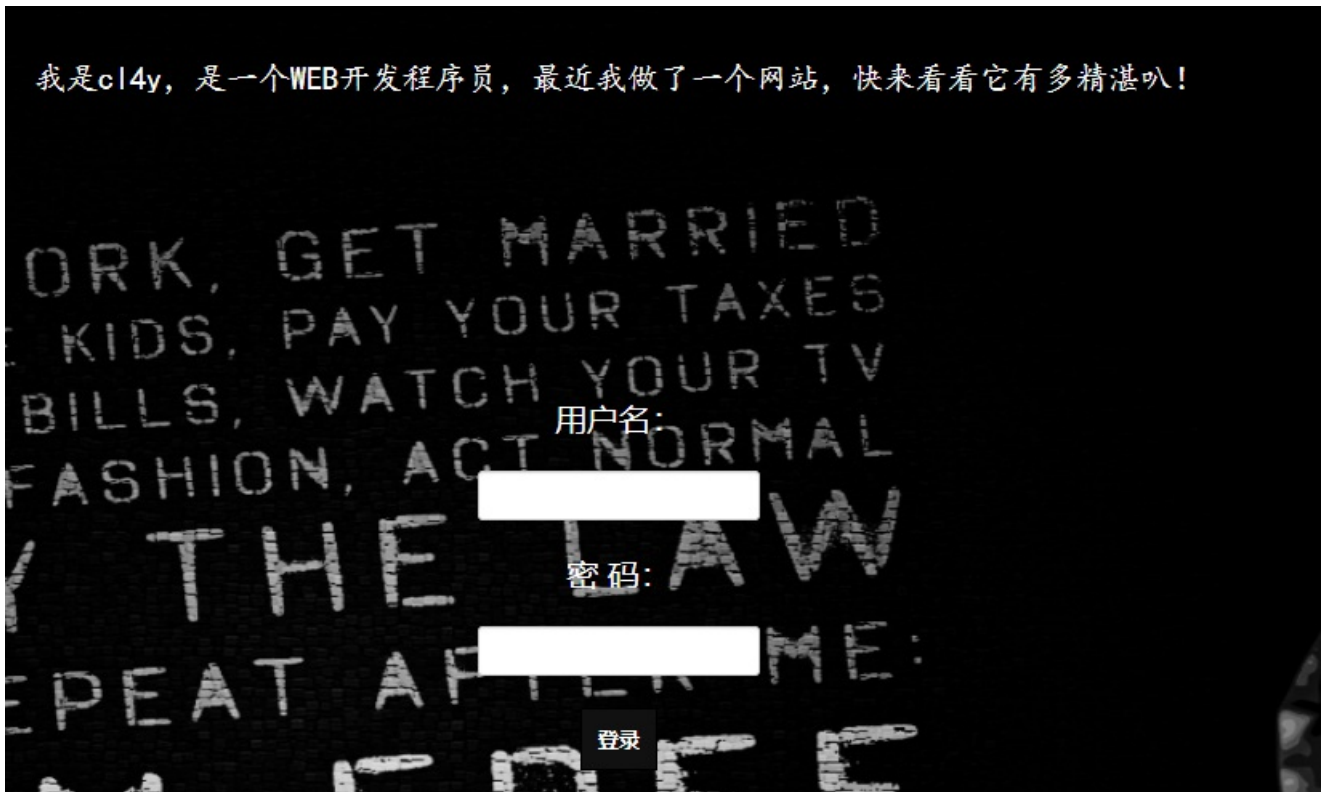 我是cl4y，是一个WEB开发程序员，最近我做了一个网站，快来看看它有多精湛叭！
ORK, GET MARRIED
E KIDS, PAY YOUR TAXES
BILLS, WATCH YOUR TV
FASHION, ACT NORMAL
Y THE LAW
EPEAT AFTER ME:
FREE
用户名：
密 码：
登录